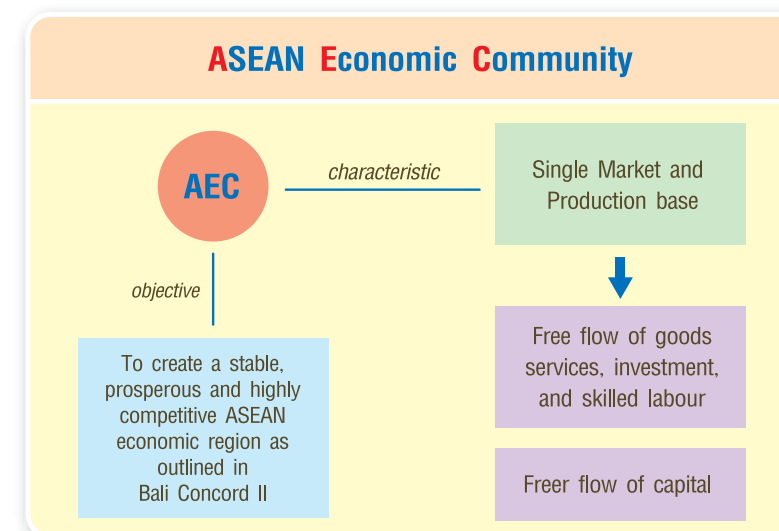 ASEAN Economic Community
AEC
characteristic
Single Market and
Production base
objective
To create a stable,
prosperous and highly
competitive ASEAN
economic region as
outlined in
Bali Concord II
Free flow of goods
services, investment,
and skilled labour
Freer flow of capital